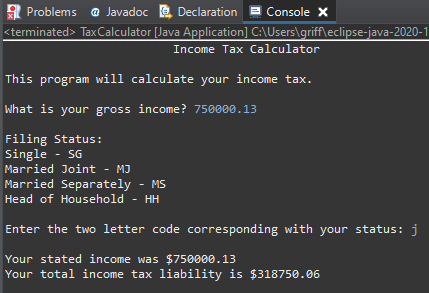 Problems @ Javadoc Declaration Console
<terminated> TaxCalculator [Java Application] C:\Users\griff\eclipse-java-2020-1
Income Tax Calculator
This program will calculate your income tax.
What is your gross income? 750000.13
Filing Status:
Single - SG
Married Joint - MJ
Married Separately - MS
Head of Household - HH
Enter the two letter code corresponding with your status: j
Your stated income was $750000.13
Your total income tax liability is $318750.06